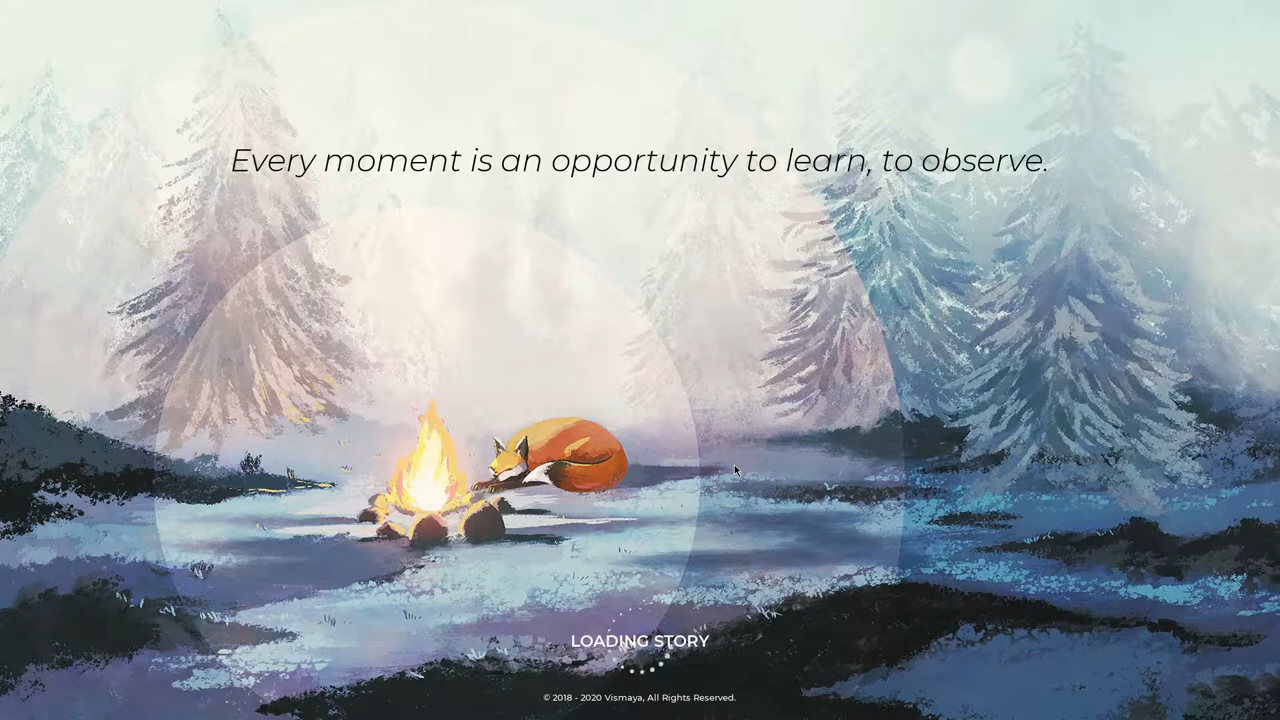 Every moment is an opportunity to learn, to observe.
LOADING STORY
© 2018 - 2020 Vismaya, All Rights Reserved.